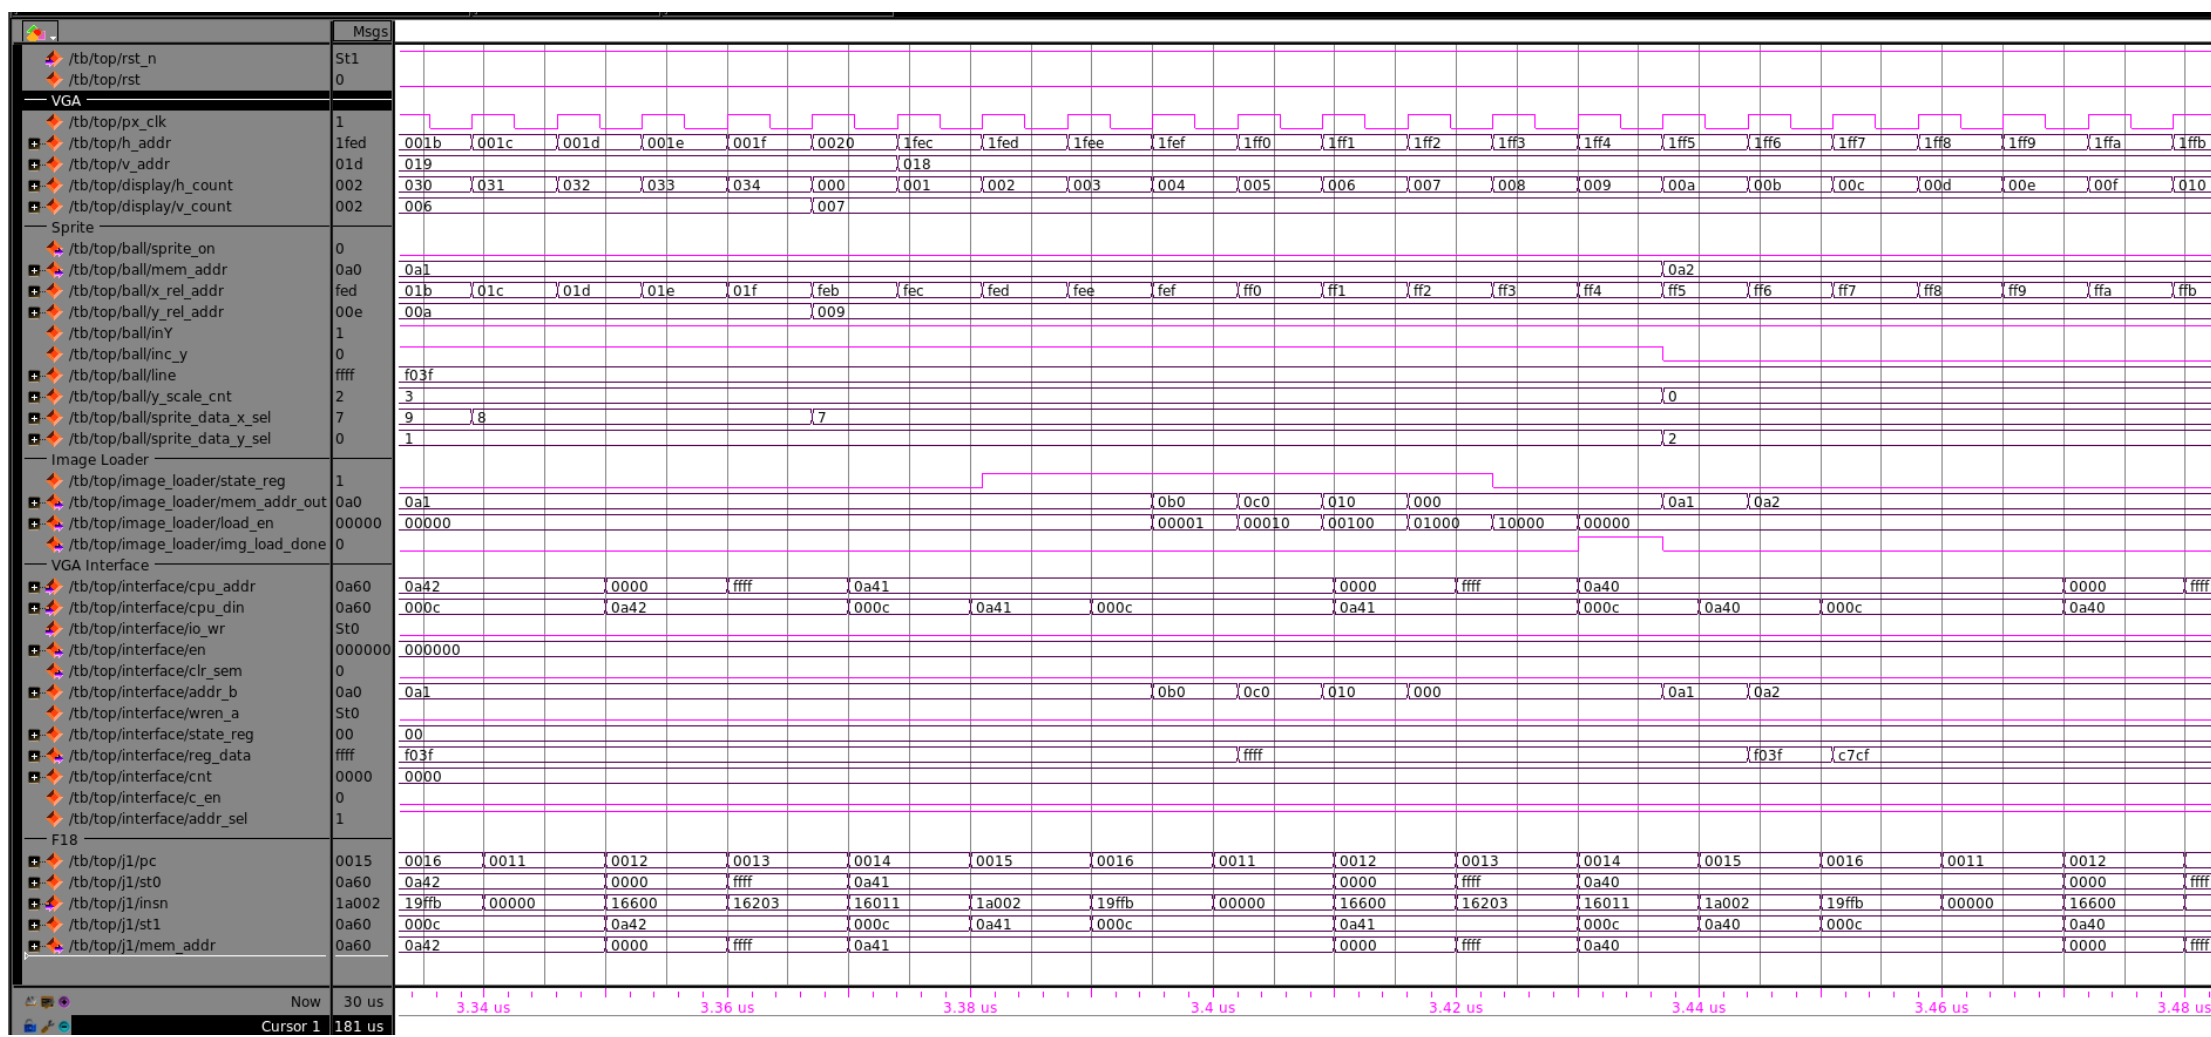 Msgs
/tb/top/rst_n St1
/tb/top/rst 0
VGA
/tb/top/px_clk 1
/tb/top/h_addr 1fed 001b 001c 001d 001e 001f 0020 1fec 1fed 1fee 1fef 1ff0 1ff1 1ff2 1ff3 1ff4 1ff5 1ff6 1ff7 1ff8 1ff9 1ffa 1ffb
/tb/top/v_addr 01d 019 018
/tb/top/display/h_count 002 030 031 032 033 034 000 001 002 003 004 005 006 007 008 009 00a 00b 00c 00d 00e 00f 010
/tb/top/display/v_count 002 006 007
Sprite
/tb/top/ball/sprite_on 0
/tb/top/ball/mem_addr 0a0 0a1 0a2
/tb/top/ball/x_rel_addr fed 01b 01c 01d 01e 01f feb fec fed fee fef ff0 ff1 ff2 ff3 ff4 ff5 ff6 ff7 ff8 ff9 ffa ffb
/tb/top/ball/y_rel_addr 00e 00a 009
/tb/top/ball/inY 1
/tb/top/ball/inc_y 0
/tb/top/ball/line ffff f03f
/tb/top/ball/y_scale_cnt 2 3 0
/tb/top/ball/sprite_data_x_sel 7 9 8 7
/tb/top/ball/sprite_data_y_sel 0 1 2
Image Loader
/tb/top/image_loader/state_reg 1
/tb/top/image_loader/mem_addr_out 0a0 0a1 0b0 0c0 010 000 0a1 0a2
/tb/top/image_loader/load_en 00000 00000 00001 00010 00100 01000 10000 00000
/tb/top/image_loader/img_load_done 0
VGA Interface
/tb/top/interface/cpu_addr 0a60 0a42 0000 ffff 0a41 0000 ffff 0a40 0000 ffff
/tb/top/interface/cpu_din 0a60 000c 0a42 000c 0a41 000c 0a41 000c 0a40 000c 0a40
/tb/top/interface/io_wr St0
/tb/top/interface/en 000000 000000
/tb/top/interface/clr_sem 0
/tb/top/interface/addr_b 0a0 0a1 0b0 0c0 010 000 0a1 0a2
/tb/top/interface/wren_a St0
/tb/top/interface/state_reg 00 00
/tb/top/interface/reg_data ffff f03f ffff f03f c7cf
/tb/top/interface/cnt 0000 0000
/tb/top/interface/c_en 0
/tb/top/interface/addr_sel 1
F18
/tb/top/j1/pc 0015 0016 0011 0012 0013 0014 0015 0016 0011 0012 0013 0014 0015 0016 0011 0012
/tb/top/j1/st0 0a60 0a42 0000 ffff 0a41 0000 ffff 0a40 0000 ffff
/tb/top/j1/insn 1a002 19ffb 00000 16600 16203 16011 1a002 19ffb 00000 16600 16203 16011 1a002 19ffb 00000 16600
/tb/top/j1/st1 0a60 000c 0a42 000c 0a41 000c 0a41 000c 0a40 000c 0a40
/tb/top/j1/mem_addr 0a60 0a42 0000 ffff 0a41 0000 ffff 0a40 0000 ffff
Now 30 us 3.34 us 3.36 us 3.38 us 3.4 us 3.42 us 3.44 us 3.46 us 3.48 us
Cursor 1 181 us